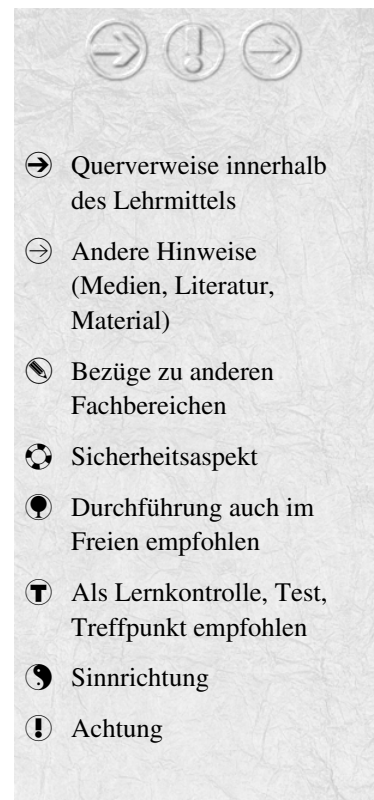 Querverweise innerhalb
des Lehrmittels
Andere Hinweise
(Medien, Literatur,
Material)
Bezüge zu anderen
Fachbereichen
Sicherheitsaspekt
Durchführung auch im
Freien empfohlen
T Als Lernkontrolle, Test,
Treffpunkt empfohlen
Sinnrichtung
! Achtung